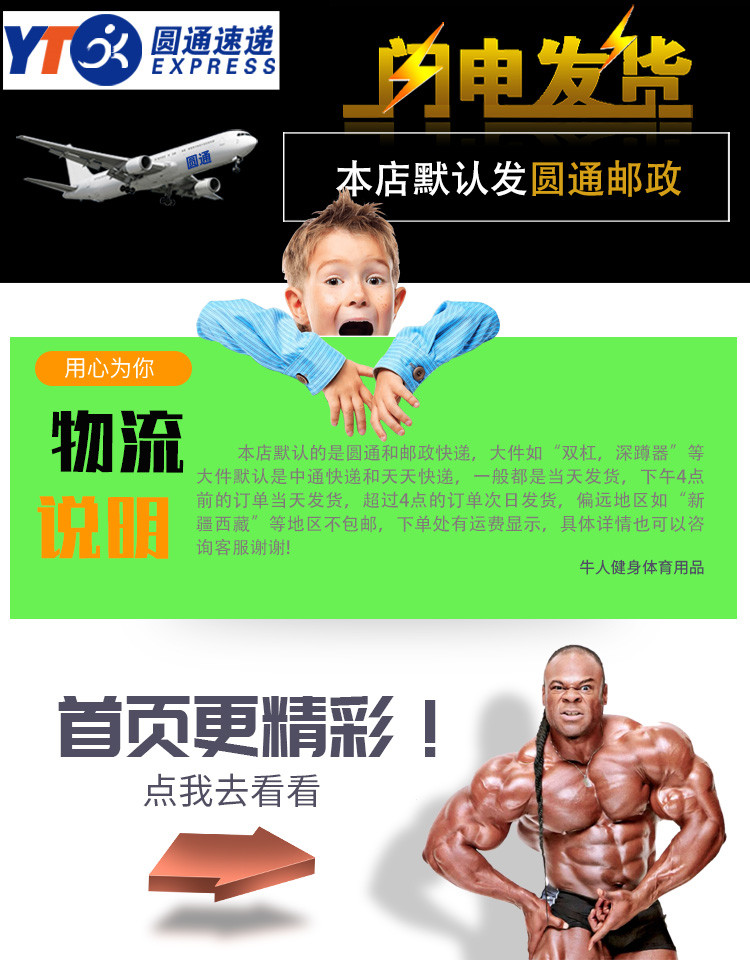 YTO 圆通速递
EXPRESS
闪电发货
圆通
本店默认发圆通邮政
用心为你
物流
说明
本店默认的是圆通和邮政快递，大件如“双杠，深蹲器”等
大件默认是中通快递和天天快递，一般都是当天发货，下午4点
前的订单当天发货，超过4点的订单次日发货，偏远地区如“新
疆西藏”等地区不包邮，下单处有运费显示，具体详情也可以咨
询客服谢谢!
牛人健身体育用品
首页更精彩！
点我去看看